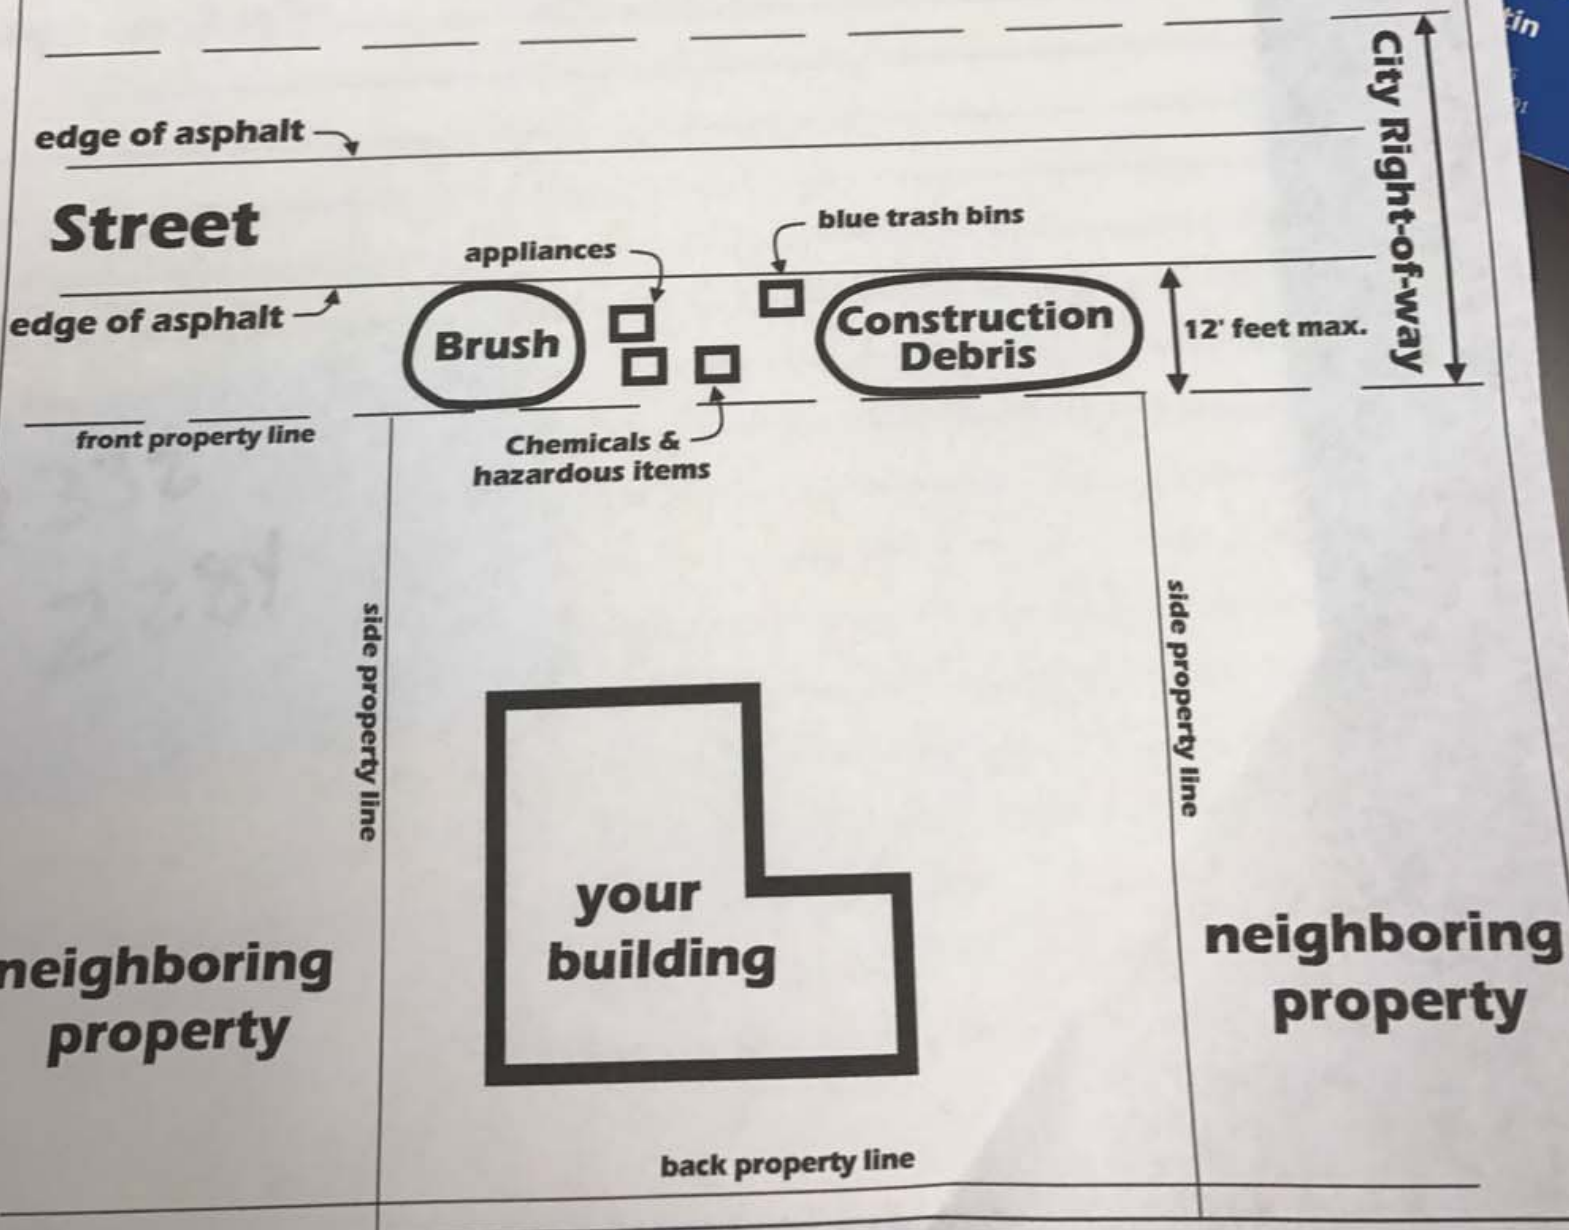 tin
City Right-of-way
edge of asphalt
Street
blue trash bins
appliances
edge of asphalt
Brush
Construction
Debris
12' feet max.
front property line
Chemicals &
hazardous items
side property line
side property line
your
building
neighboring
property
neighboring
property
back property line